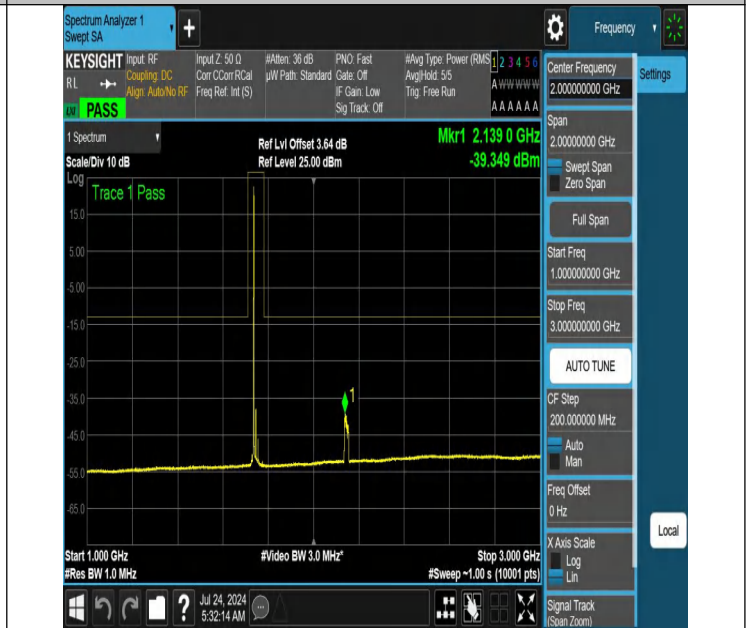 Spectrum Analyzer 1
Swept SA
+
Frequency
KEYSIGHT
RL
PASS
Input: RF
Coupling: DC
Align: Auto/No RF
Input Z: 50 Ω
Corr CCorr RCal
Freq Ref: Int (S)
#Atten: 36 dB
µW Path: Standard
PNO: Fast
Gate: Off
IF Gain: Low
Sig Track: Off
#Avg Type: Power (RMS
Avg|Hold: 5/5
Trig: Free Run
1 2 3 4 5 6
A W W W W W
A A A A A A
1 Spectrum
Scale/Div 10 dB
Ref Lvl Offset 3.64 dB
Ref Level 25.00 dBm
Mkr1 2.139 0 GHz
-39.349 dBm
Log
Trace 1 Pass
15.0
5.00
-5.00
-15.0
-25.0
-35.0
-45.0
-55.0
-65.0
1
Start 1.000 GHz
#Res BW 1.0 MHz
#Video BW 3.0 MHz*
Stop 3.000 GHz
#Sweep ~1.00 s (10001 pts)
?
Jul 24, 2024
5:32:14 AM
Center Frequency
2.000000000 GHz
Span
2.00000000 GHz
Swept Span
Zero Span
Full Span
Start Freq
1.000000000 GHz
Stop Freq
3.000000000 GHz
AUTO TUNE
CF Step
200.000000 MHz
Auto
Man
Freq Offset
0 Hz
X Axis Scale
Log
Lin
Signal Track
(Span Zoom)
Settings
Local